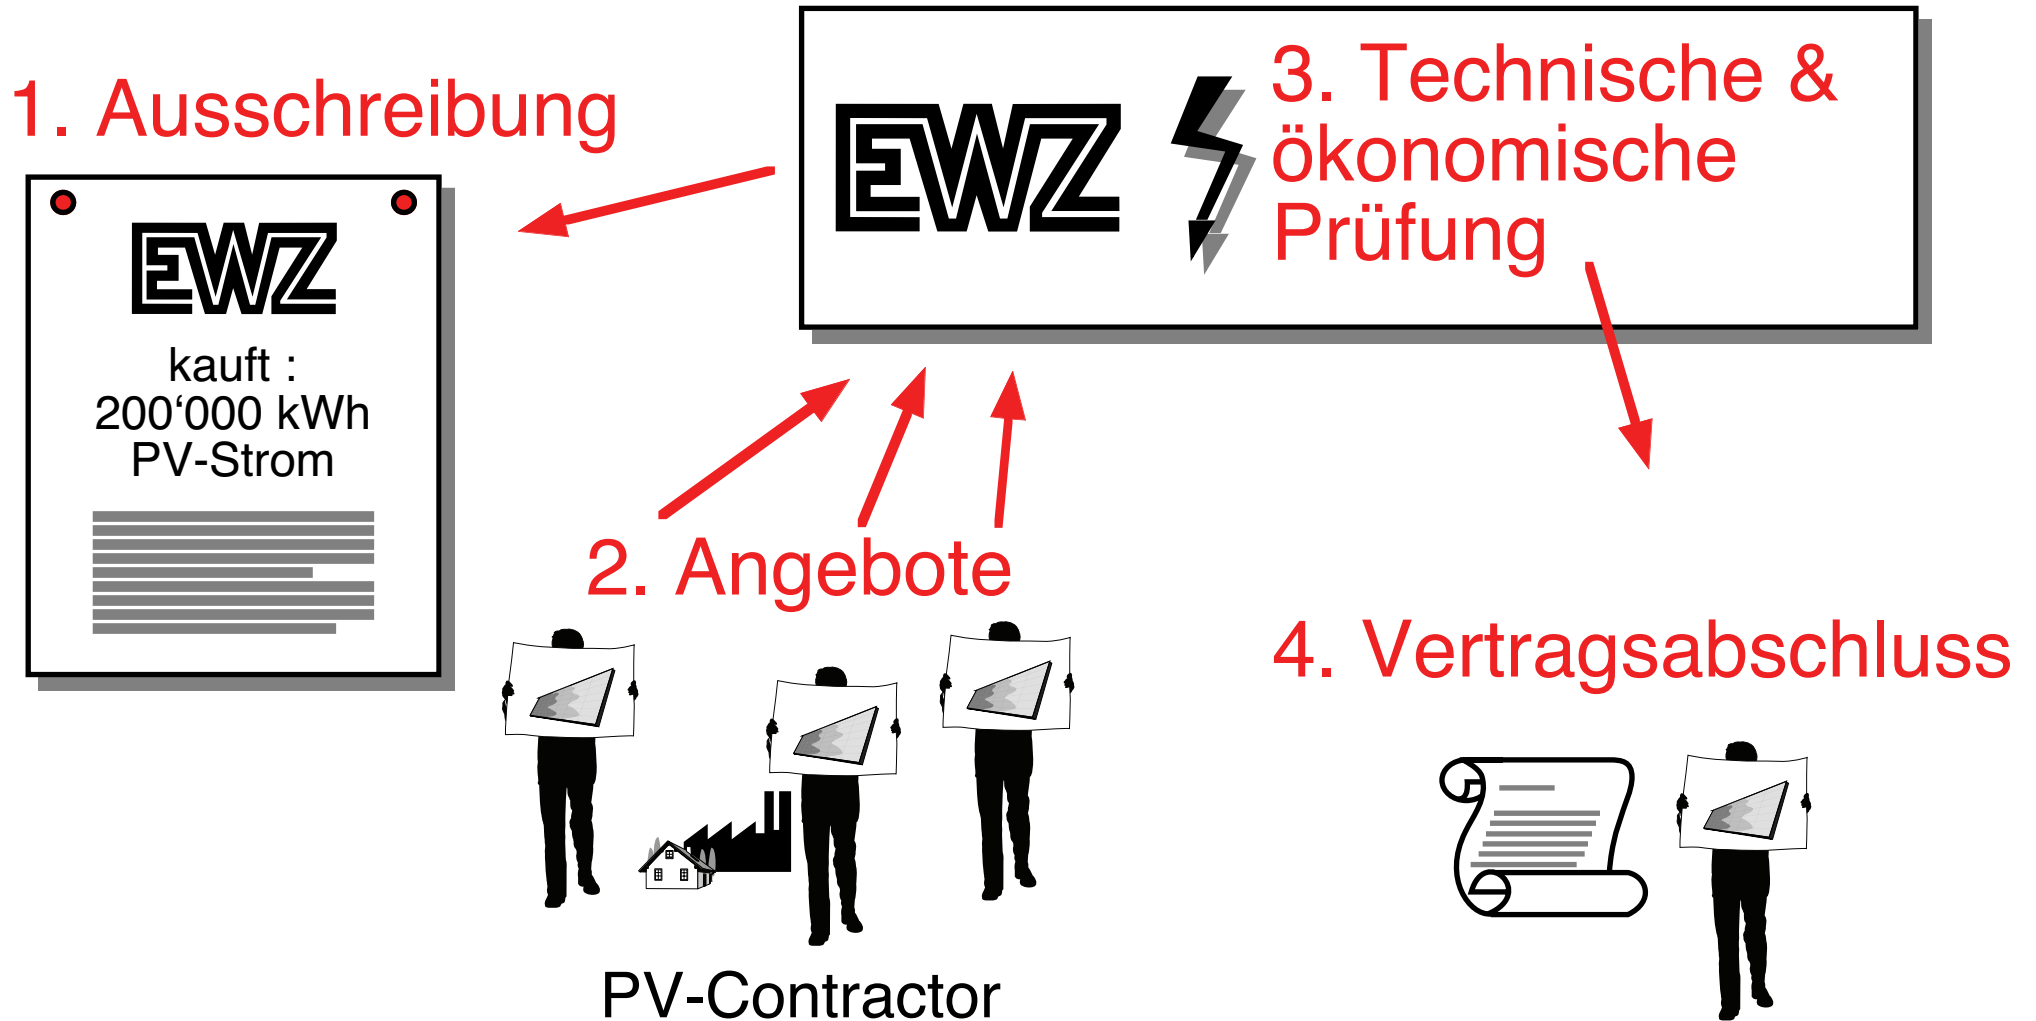 1. Ausschreibung
EWZ
kauft :
200‘000 kWh
PV-Strom
EWZ
3. Technische &
ökonomische
Prüfung
2. Angebote
PV-Contractor
4. Vertragsabschluss